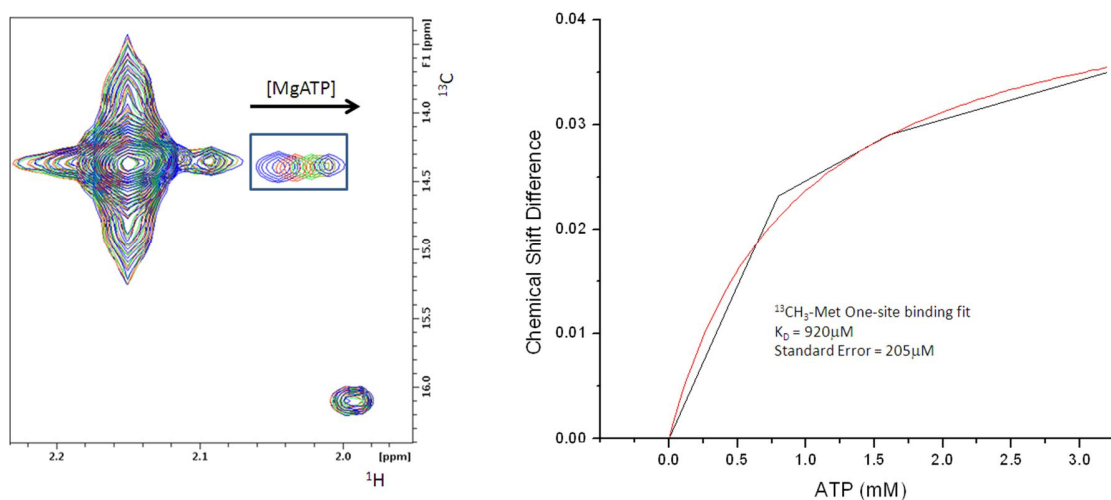 [MgATP]
F1 [ppm]
¹³C
14.0
14.5
15.0
15.5
16.0
2.2
2.1
2.0
[ppm]
¹H
Chemical Shift Difference
0.04
0.03
0.02
0.01
0.00
¹³CH₃-Met One-site binding fit
K_D = 920μM
Standard Error = 205μM
0.0
0.5
1.0
1.5
2.0
2.5
3.0
ATP (mM)